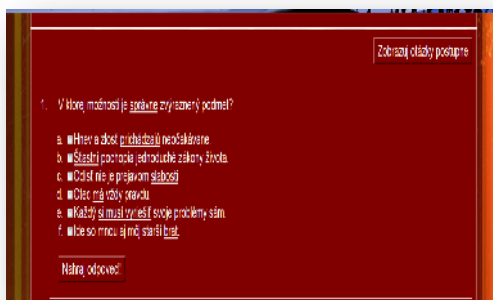 Zobrazuj otázky postupne
1. V ktorej možnosti je správne zvýraznený podmet?
a. Hnev a zlosť prichádzajú neočakávane.
b. Šťastní pochopia jednoduché zákony života.
c. Odísť nie je prejavom slabosti
d. Otec má vždy pravdu.
e. Každý si musí vyriešiť svoje problémy sám.
f. Ide so mnou aj môj starší brat.
Nahraj odpoveď!